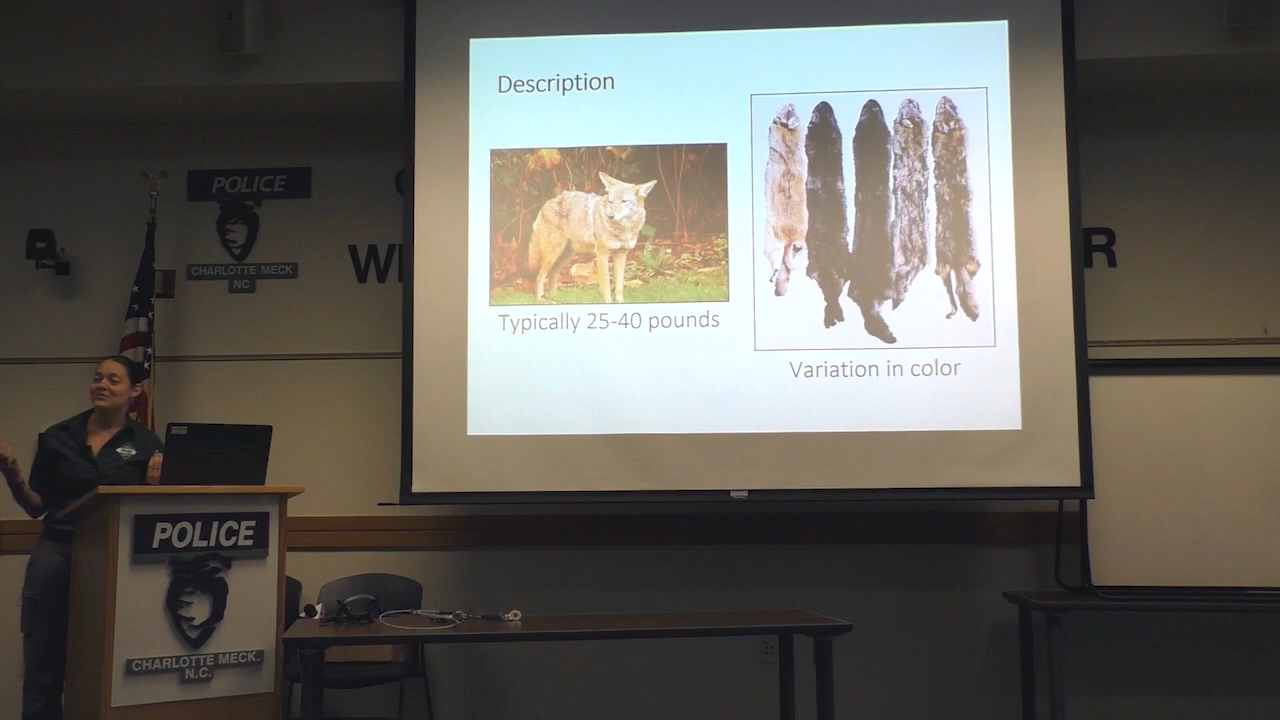 Description
Typically 25-40 pounds
Variation in color
POLICE
CHARLOTTE MECK
NC
POLICE
CHARLOTTE MECK.
N.C.